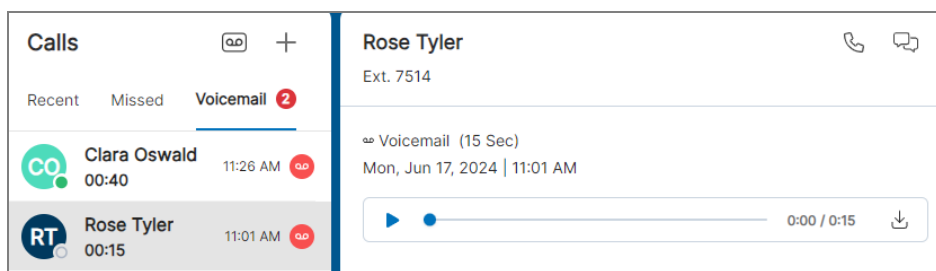 Calls
Recent Missed Voicemail 2
CO Clara Oswald 11:26 AM
00:40
RT Rose Tyler 11:01 AM
00:15
Rose Tyler
Ext. 7514
Voicemail (15 Sec)
Mon, Jun 17, 2024 | 11:01 AM
0:00 / 0:15